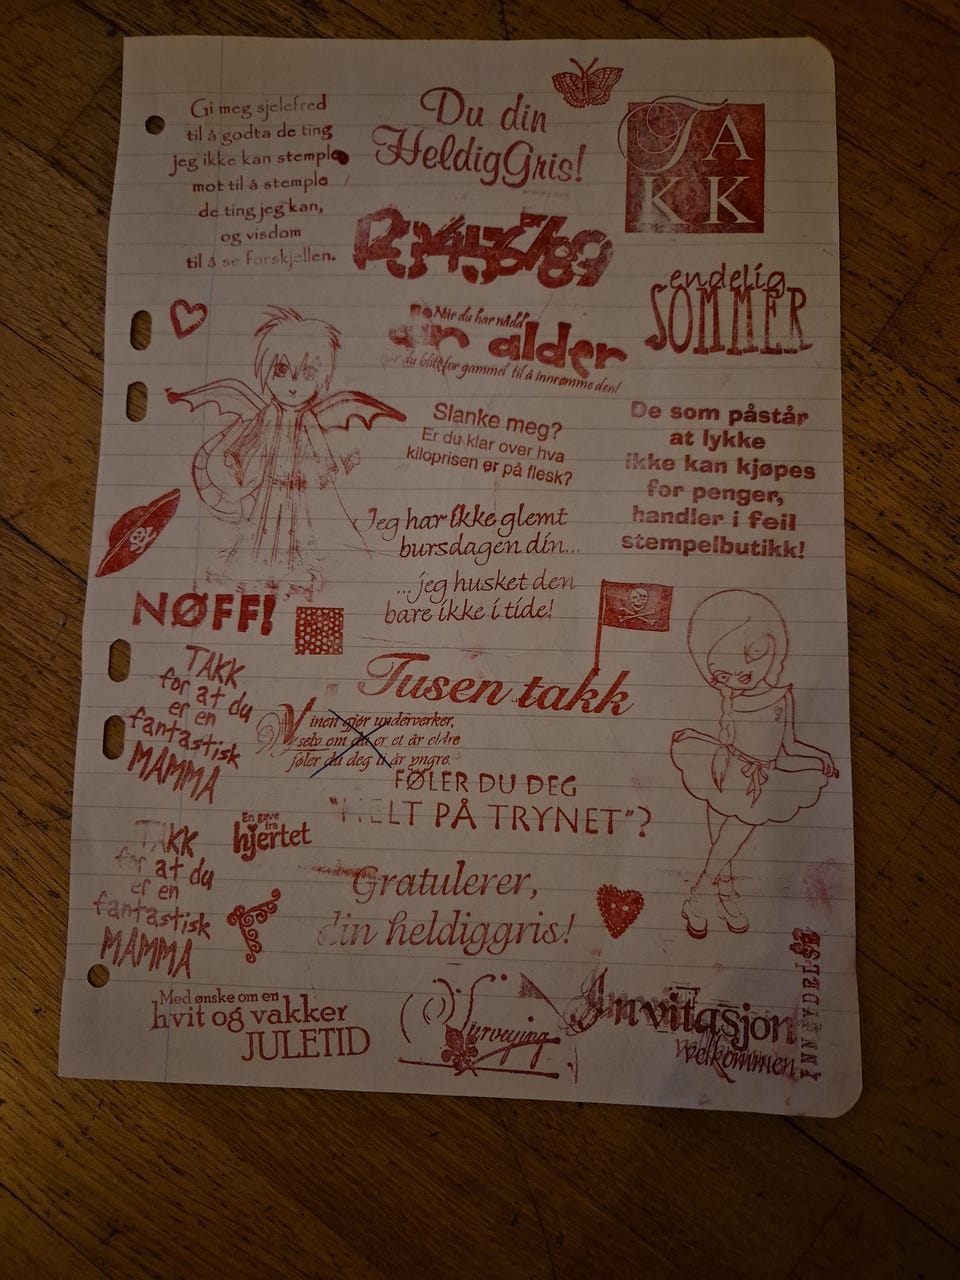 Gi meg sjelefred
til å godta de ting
jeg ikke kan stemple
mot til å stemple
de ting jeg kan,
og visdom
til å se forskjellen.
Du din
HeldigGris!
TA
KK
endelig
SOMMER
Når du har nådd
din alder
har du blitt for gammel til å innrømme den!
Slanke meg?
Er du klar over hva
kiloprisen er på flesk?
De som påstår
at lykke
ikke kan kjøpes
for penger,
handler i feil
stempelbutikk!
Jeg har ikke glemt
bursdagen din...
...jeg husket den
bare ikke i tide!
NØFF!
Tusen takk
TAKK
for at du
er en
fantastisk
MAMMA
Vinen gjør underverker,
selv om du er et år eldre
føler du deg ti år yngre.
FØLER DU DEG
"HELT PÅ TRYNET"?
En gave
fra
hjertet
TAKK
for at du
er en
fantastisk
MAMMA
Gratulerer,
din heldiggris!
Med ønske om en
hvit og vakker
JULETID
Invitasjon
Velkommen